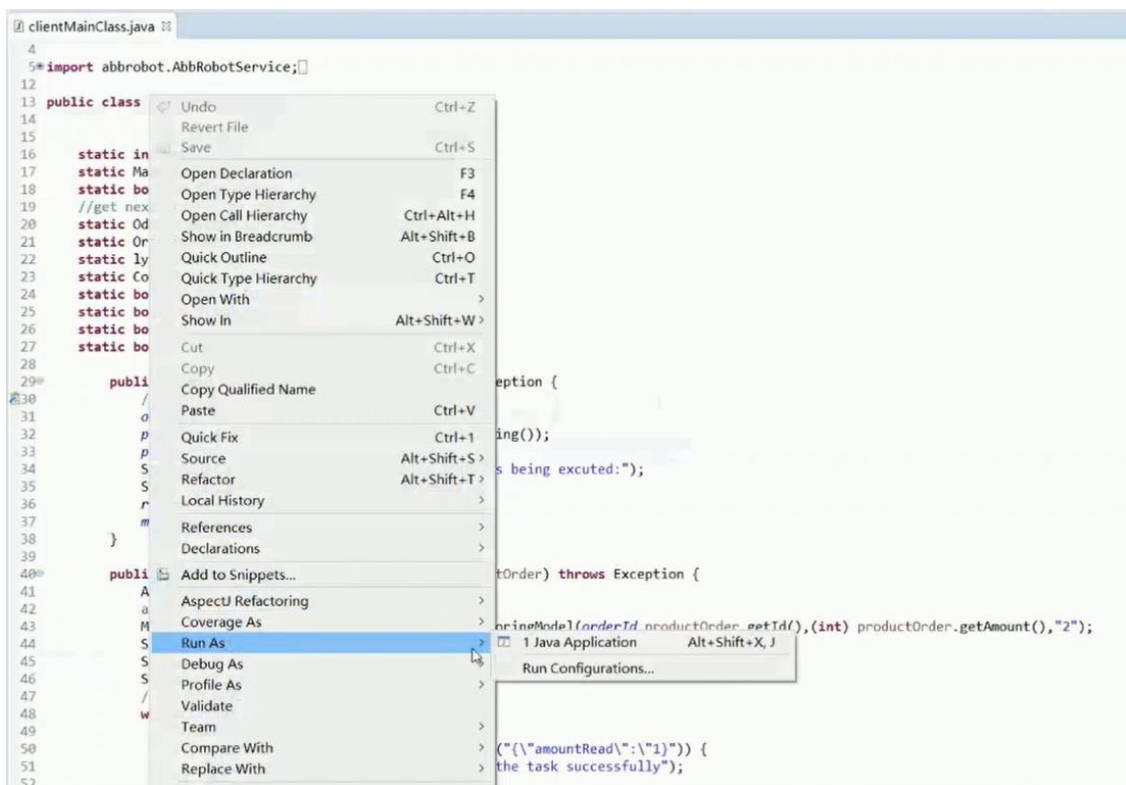 clientMainClass.java
4
5 import abbrobot.AbbRobotService;
12
13 public class
14
15
16 static in
17 static Ma
18 static bo
19 //get nex
20 static Od
21 static Or
22 static ly
23 static Co
24 static bo
25 static bo
26 static bo
27 static bo
28
29 publi eption {
30 /
31 o
32 p ing());
33 p
34 S s being excuted:");
35 S
36 r
37 m
38 }
39
40 publi tOrder) throws Exception {
41 A
42 a
43 M oringModel(orderId,productOrder.getId(),(int) productOrder.getAmount(),"2");
44 S
45 S
46 S
47 /
48 w
49
50 ("{\"amountRead\":\"1}")) {
51 the task successfully");
52
Undo Ctrl+Z
Revert File
Save Ctrl+S
Open Declaration F3
Open Type Hierarchy F4
Open Call Hierarchy Ctrl+Alt+H
Show in Breadcrumb Alt+Shift+B
Quick Outline Ctrl+O
Quick Type Hierarchy Ctrl+T
Open With >
Show In Alt+Shift+W >
Cut Ctrl+X
Copy Ctrl+C
Copy Qualified Name
Paste Ctrl+V
Quick Fix Ctrl+1
Source Alt+Shift+S >
Refactor Alt+Shift+T >
Local History >
References >
Declarations >
Add to Snippets...
AspectJ Refactoring >
Coverage As >
Run As >
Debug As >
Profile As >
Validate
Team >
Compare With >
Replace With >
1 Java Application Alt+Shift+X, J
Run Configurations...